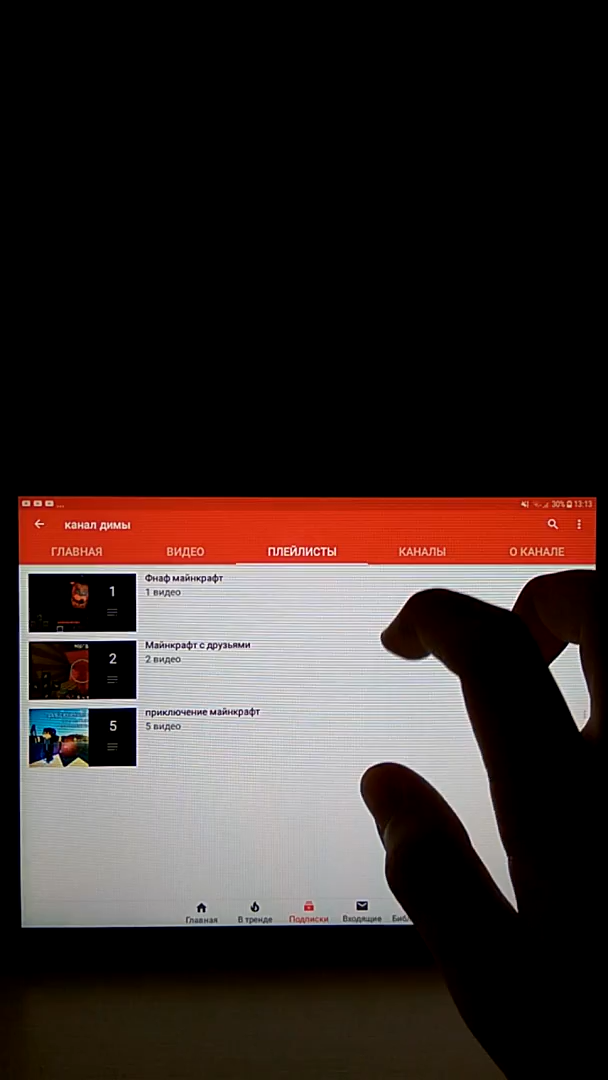 30% 13:13
канал димы
ГЛАВНАЯ ВИДЕО ПЛЕЙЛИСТЫ КАНАЛЫ О КАНАЛЕ
1
Фнаф майнкрафт
1 видео
2
Майнкрафт с друзьями
2 видео
5
приключение майнкрафт
5 видео
Главная В тренде Подписки Входящие